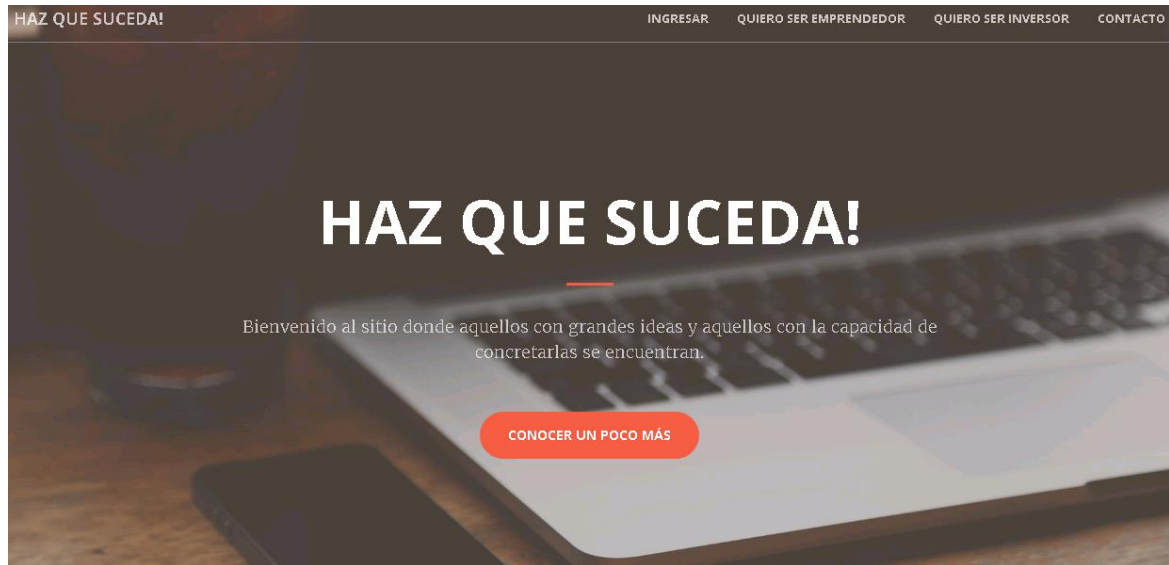 HAZ QUE SUCEDA!
INGRESAR QUIERO SER EMPRENDEDOR QUIERO SER INVERSOR CONTACTO
HAZ QUE SUCEDA!
Bienvenido al sitio donde aquellos con grandes ideas y aquellos con la capacidad de
concretarlas se encuentran.
CONOCER UN POCO MÁS